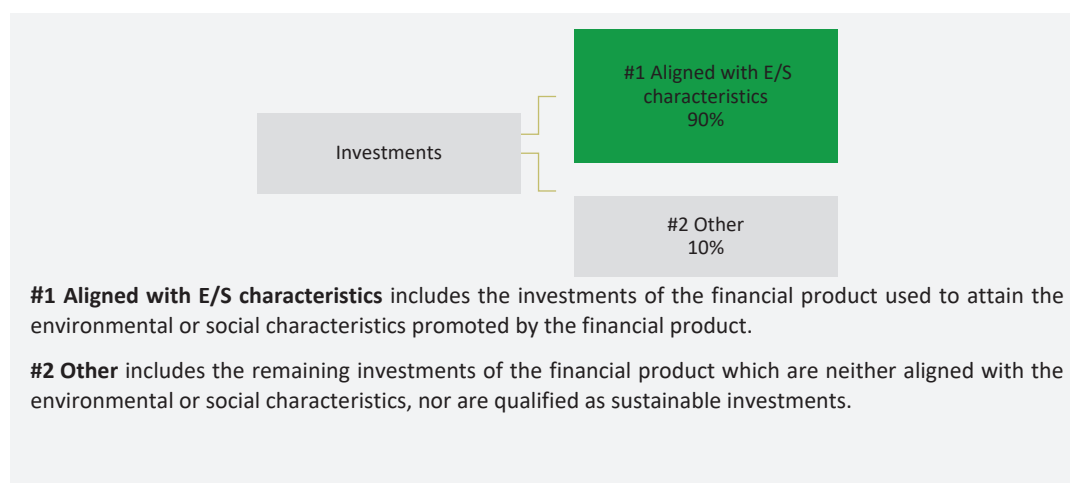 #1 Aligned with E/S
characteristics
90%
Investments
#2 Other
10%
#1 Aligned with E/S characteristics includes the investments of the financial product used to attain the
environmental or social characteristics promoted by the financial product.
#2 Other includes the remaining investments of the financial product which are neither aligned with the
environmental or social characteristics, nor are qualified as sustainable investments.